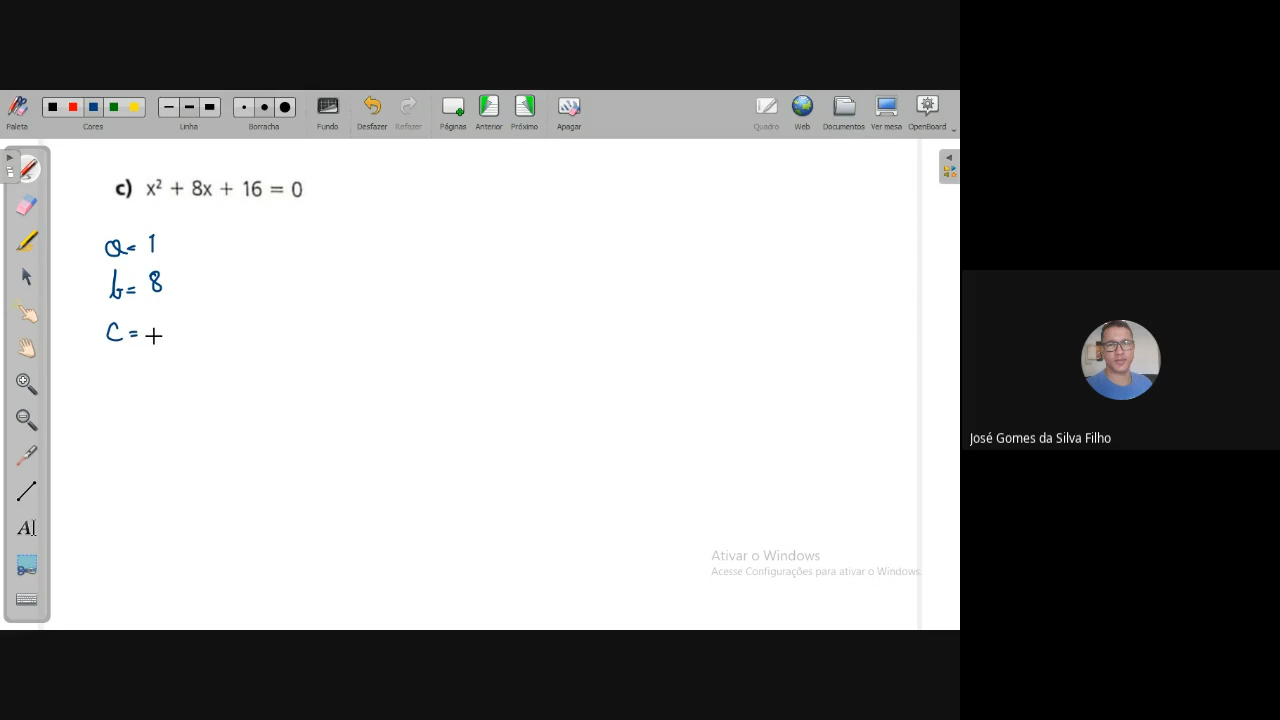 Paleta
Cores
Linha
Borracha
Fundo
Desfazer
Refazer
Páginas
Anterior
Próximo
Apagar
Quadro
Web
Documentos
Ver mesa
OpenBoard
c) x² + 8x + 16 = 0
a = 1
b = 8
c =
A
José Gomes da Silva Filho
Ativar o Windows
Acesse Configurações para ativar o Windows.